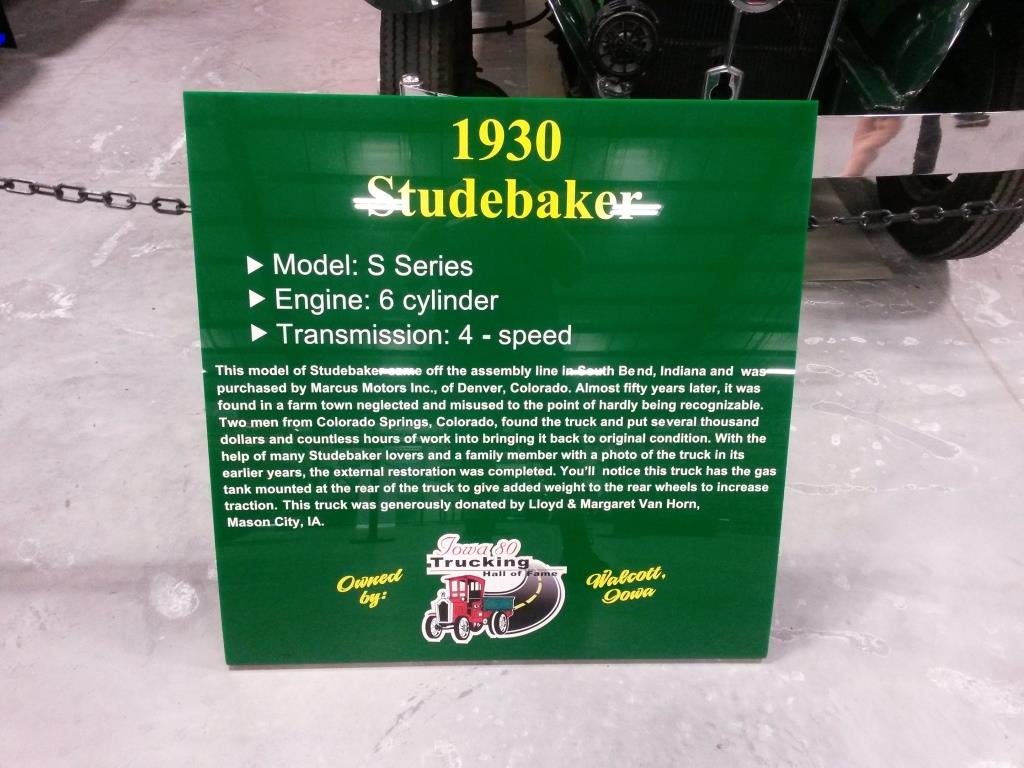 1930
Studebaker
Model: S Series
Engine: 6 cylinder
Transmission: 4 - speed
This model of Studebaker came off the assembly line in South Bend, Indiana and was
purchased by Marcus Motors Inc., of Denver, Colorado. Almost fifty years later, it was
found in a farm town neglected and misused to the point of hardly being recognizable.
Two men from Colorado Springs, Colorado, found the truck and put several thousand
dollars and countless hours of work into bringing it back to original condition. With the
help of many Studebaker lovers and a family member with a photo of the truck in its
earlier years, the external restoration was completed. You'll notice this truck has the gas
tank mounted at the rear of the truck to give added weight to the rear wheels to increase
traction. This truck was generously donated by Lloyd & Margaret Van Horn,
Mason City, IA.
Owned
by:
Iowa 80
Trucking
Hall of Fame
Walcott,
Iowa